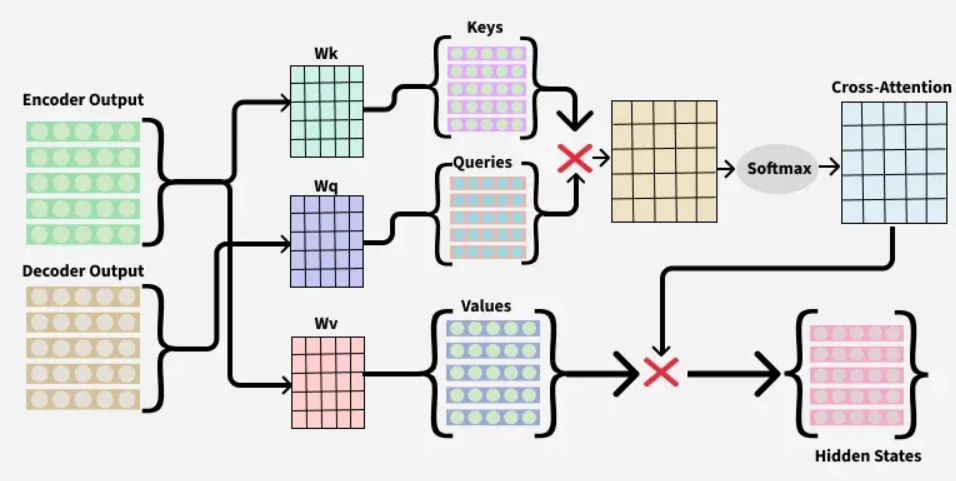 Encoder Output
Decoder Output
Wk
Wq
Wv
Keys
Queries
Values
Softmax
Cross-Attention
Hidden States